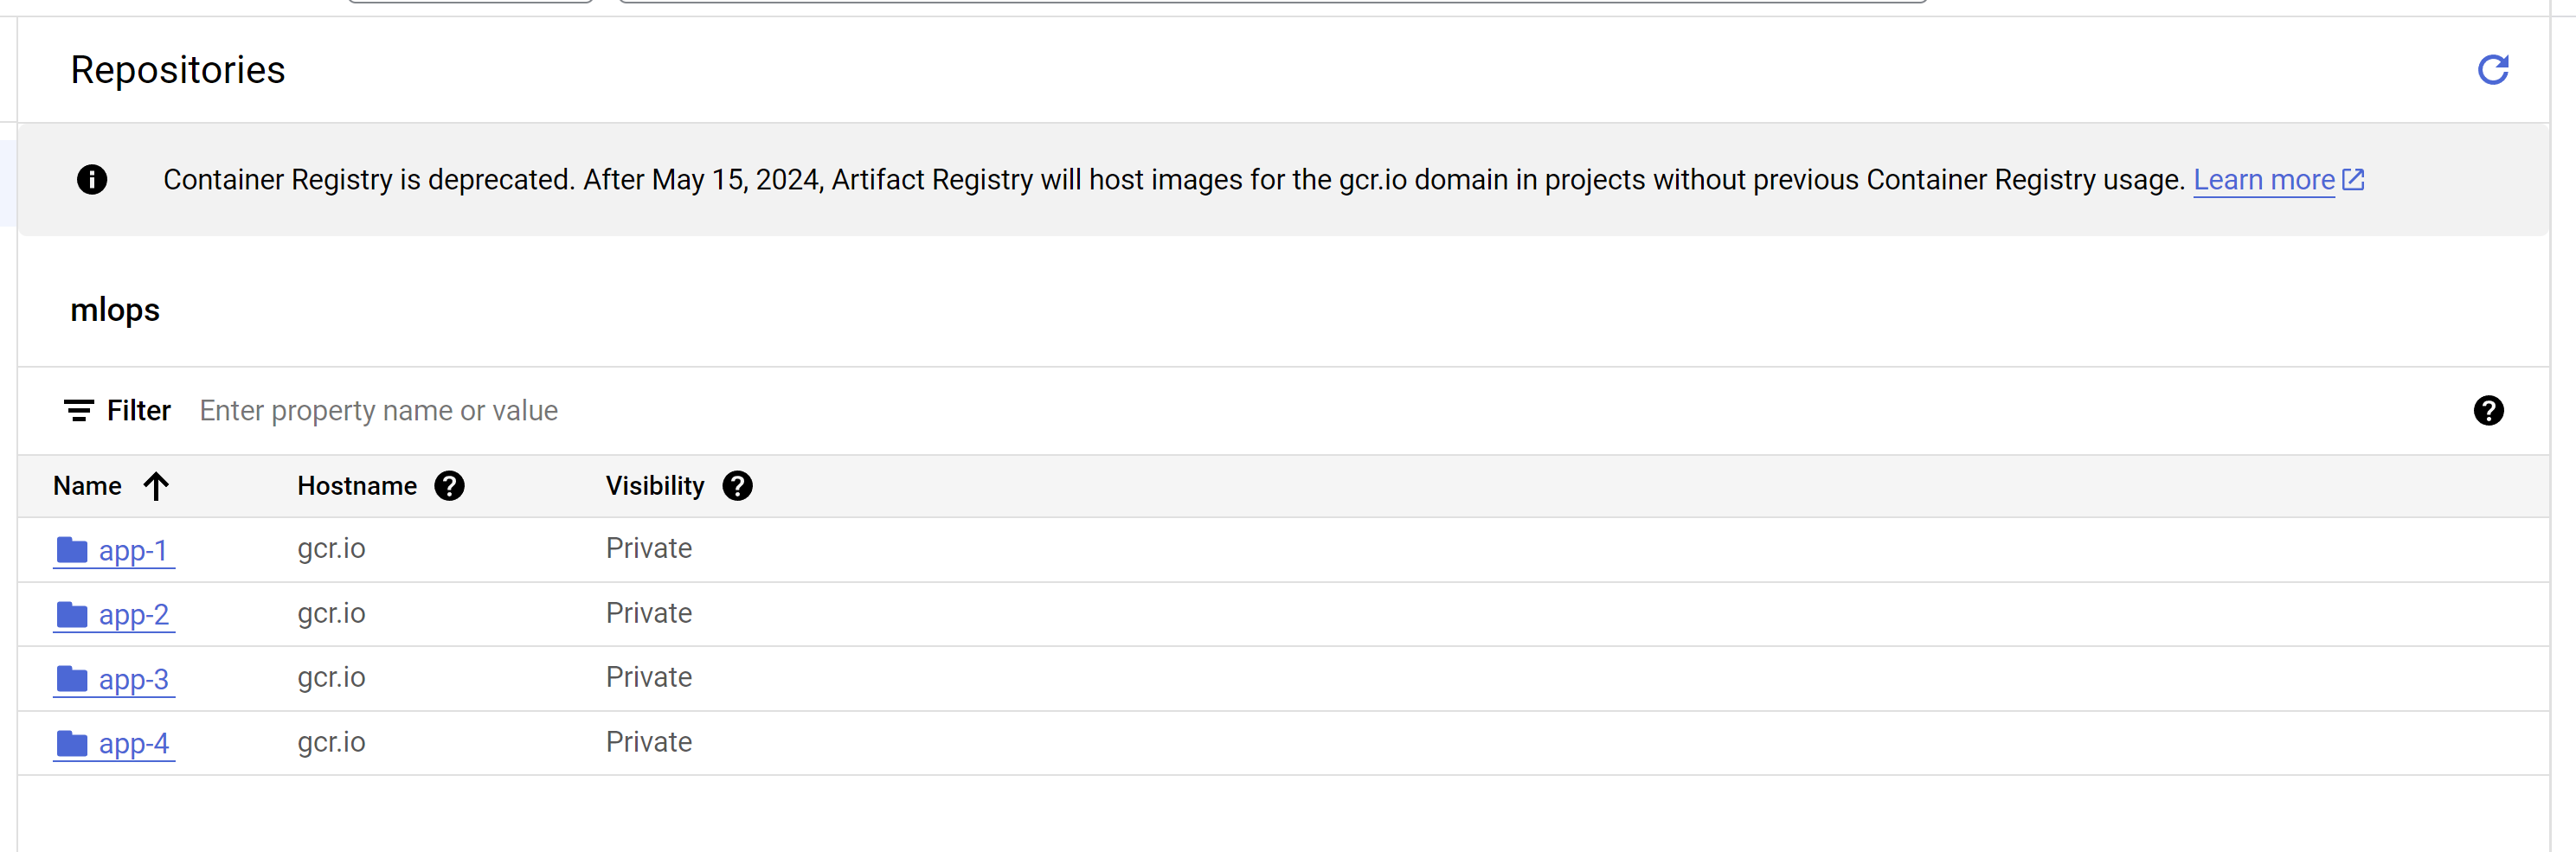 Repositories
Container Registry is deprecated. After May 15, 2024, Artifact Registry will host images for the gcr.io domain in projects without previous Container Registry usage. Learn more
mlops
Filter Enter property name or value
Name Hostname Visibility
app-1 gcr.io Private
app-2 gcr.io Private
app-3 gcr.io Private
app-4 gcr.io Private